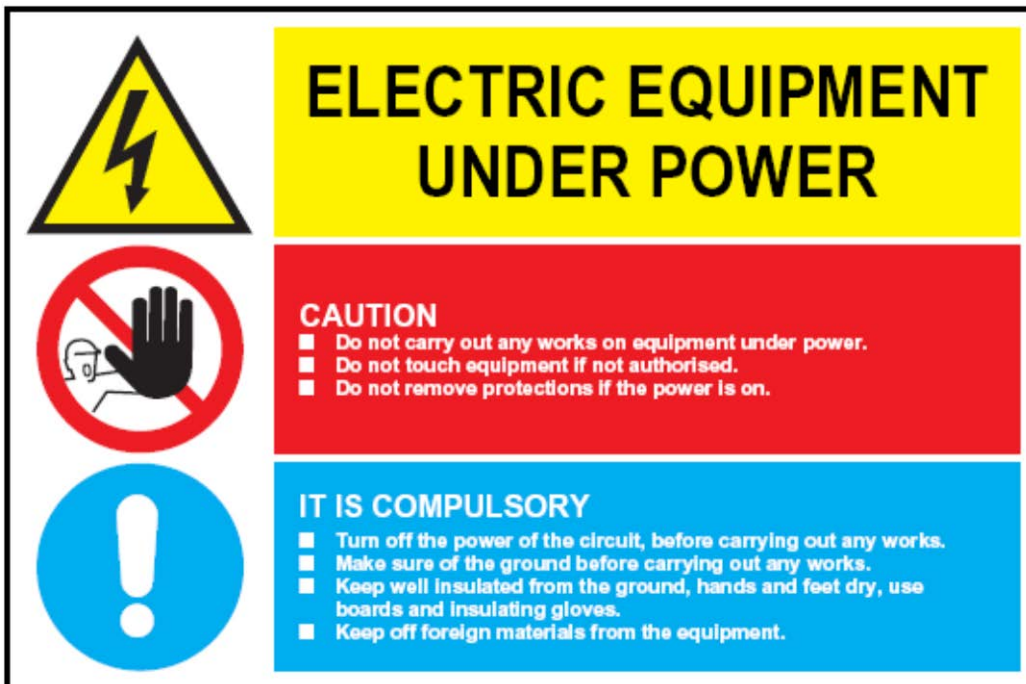 ELECTRIC EQUIPMENT
UNDER POWER
CAUTION
Do not carry out any works on equipment under power.
Do not touch equipment if not authorised.
Do not remove protections if the power is on.
IT IS COMPULSORY
Turn off the power of the circuit, before carrying out any works.
Make sure of the ground before carrying out any works.
Keep well insulated from the ground, hands and feet dry, use
boards and insulating gloves.
Keep off foreign materials from the equipment.